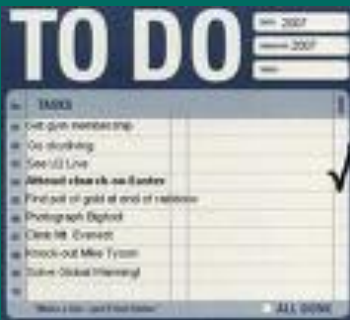 TO DO
2007
2007
TASKS
Get gym membership
Go skydiving
See U2 Live
Attend church on Easter
Find pot of gold at end of rainbow
Photograph Bigfoot
Climb Mt. Everest
Knock-out Mike Tyson
Solve Global Warming!
ALL DONE